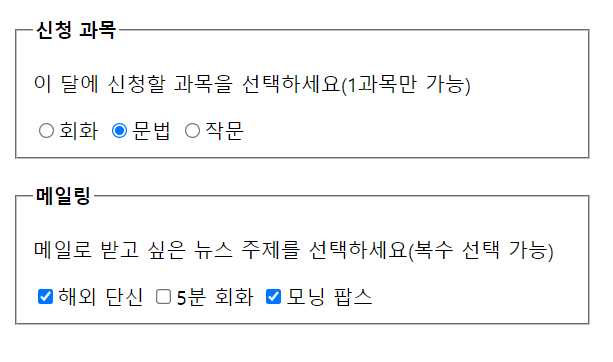 신청 과목
이 달에 신청할 과목을 선택하세요(1과목만 가능)
회화 문법 작문
메일링
메일로 받고 싶은 뉴스 주제를 선택하세요(복수 선택 가능)
해외 단신 5분 회화 모닝 팝스